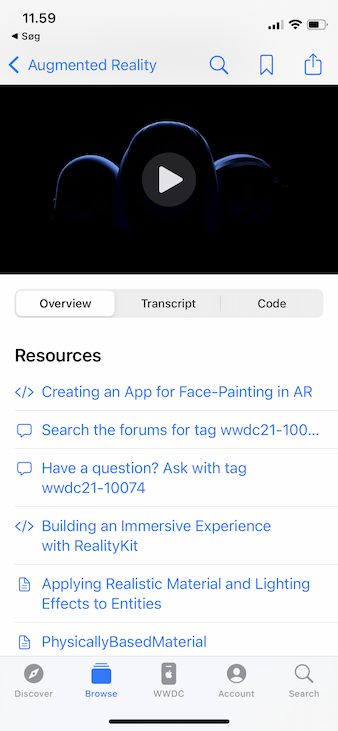 11.59
◀ Søg
Augmented Reality
Overview
Transcript
Code
Resources
</> Creating an App for Face-Painting in AR
Search the forums for tag wwdc21-100...
Have a question? Ask with tag
wwdc21-10074
</> Building an Immersive Experience
with RealityKit
Applying Realistic Material and Lighting
Effects to Entities
PhysicallyBasedMaterial
Discover
Browse
WWDC
Account
Search